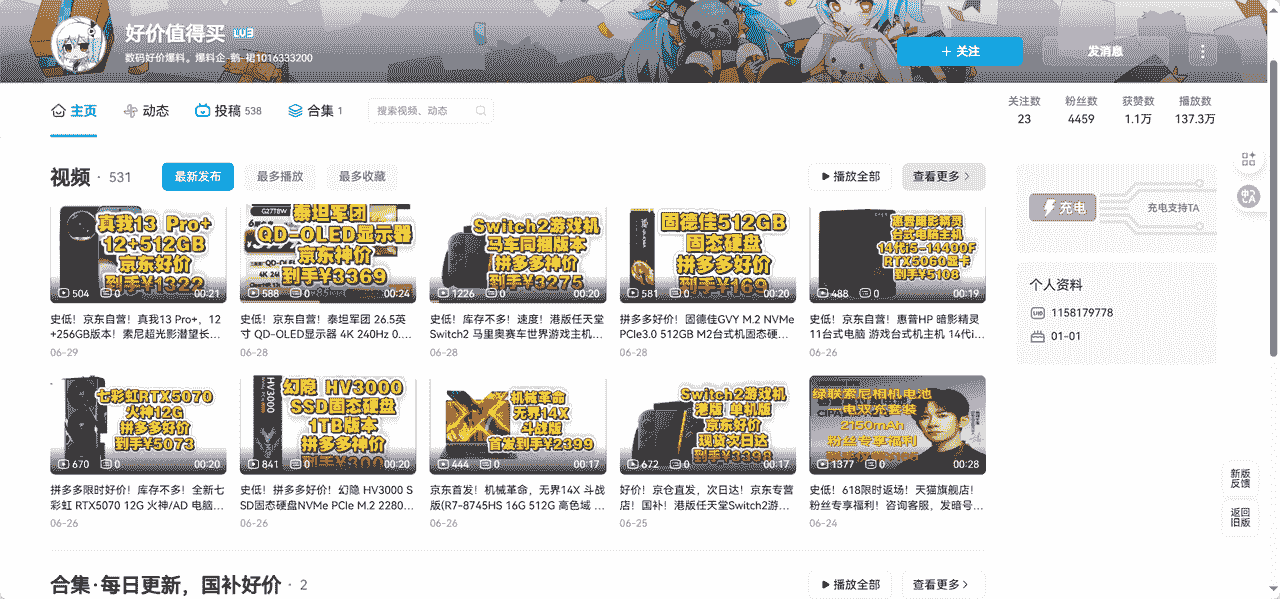 好价值得买 LV3
数码好价爆料。爆料企-鹅-裙1016333200
+ 关注
发消息
主页
动态
投稿 538
合集 1
搜索视频、动态
关注数 粉丝数 获赞数 播放数
23 4459 1.1万 137.3万
视频 · 531
最新发布
最多播放
最多收藏
播放全部
查看更多
真我13 Pro+
12+512GB
京东好价
到手¥1322
504 0 00:21
史低！京东自营！真我13 Pro+，12
+256GB版本！索尼超光影潜望长...
06-29
G27T8W
泰坦军团
QD-OLED显示器
京东神价
到手¥3369
588 0 00:24
史低！京东自营！泰坦军团 26.5英
寸 QD-OLED显示器 4K 240Hz 0....
06-28
Switch2游戏机
马车同捆版本
拼多多神价
到手¥3275
1226 0 00:20
史低！库存不多！速度！港版任天堂
Switch2 马里奥赛车世界游戏主机...
06-28
固德佳512GB
固态硬盘
拼多多好价
到手¥169
581 0 00:20
拼多多好价！固德佳GVY M.2 NVMe
PCIe3.0 512GB M2台式机固态硬...
06-28
惠普暗影精灵
台式电脑主机
14代i5-14400F
RTX5060显卡
到手¥5108
488 0 00:19
史低！京东自营！惠普HP 暗影精灵
11台式电脑 游戏台式机主机 14代i...
06-26
七彩虹RTX5070
火神12G
拼多多好价
到手¥5073
670 0 00:20
拼多多限时好价！库存不多！全新七
彩虹 RTX5070 12G 火神/AD 电脑...
06-26
HV3000
幻隐 HV3000
SSD固态硬盘
1TB版本
拼多多神价
841 0 00:20
史低！拼多多好价！幻隐 HV3000 S
SD固态硬盘NVMe PCIe M.2 2280...
06-26
机械革命
无界14X
斗战版
首发到手¥2399
444 0 00:17
京东首发！机械革命，无界14X 斗战
版(R7-8745HS 16G 512G 高色域 ...
06-26
Switch2游戏机
港版 单机版
京东好价
现货次日达
到手¥3398
672 0 00:17
好价！京仓直发，次日达！京东专营
店！国补！港版任天堂Switch2游...
06-25
绿联索尼相机电池
电双充套装
2150mAh
粉丝专享福利
1377 0 00:28
史低！618限时返场！天猫旗舰店！
粉丝专享福利！咨询客服，发暗号...
06-24
充电
充电支持TA
个人资料
UID 1158179778
01-01
新版
反馈
返回
旧版
合集·每日更新，国补好价 · 2
播放全部
查看更多